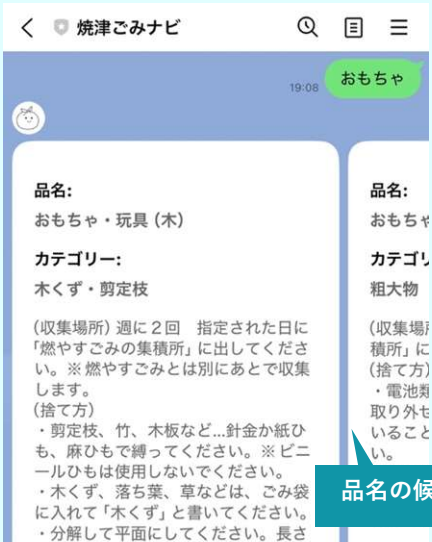 焼津ごみナビ
おもちゃ
19:08
品名:
おもちゃ・玩具（木）
カテゴリー:
木くず・剪定枝
（収集場所）週に２回　指定された日に
「燃やすごみの集積所」に出してくださ
い。※燃やすごみとは別にあとで収集
します。
（捨て方）
・剪定枝、竹、木板など…針金か紙ひ
も、麻ひもで縛ってください。※ビニ
ールひもは使用しないでください。
・木くず、落ち葉、草などは、ごみ袋
に入れて「木くず」と書いてください。
・分解して平面にしてください。長さ
品名:
おもち
カテゴ
粗大物
（収集場
積所」に
（捨て方）
・電池類
取り外せ
いること
い。
品名の候